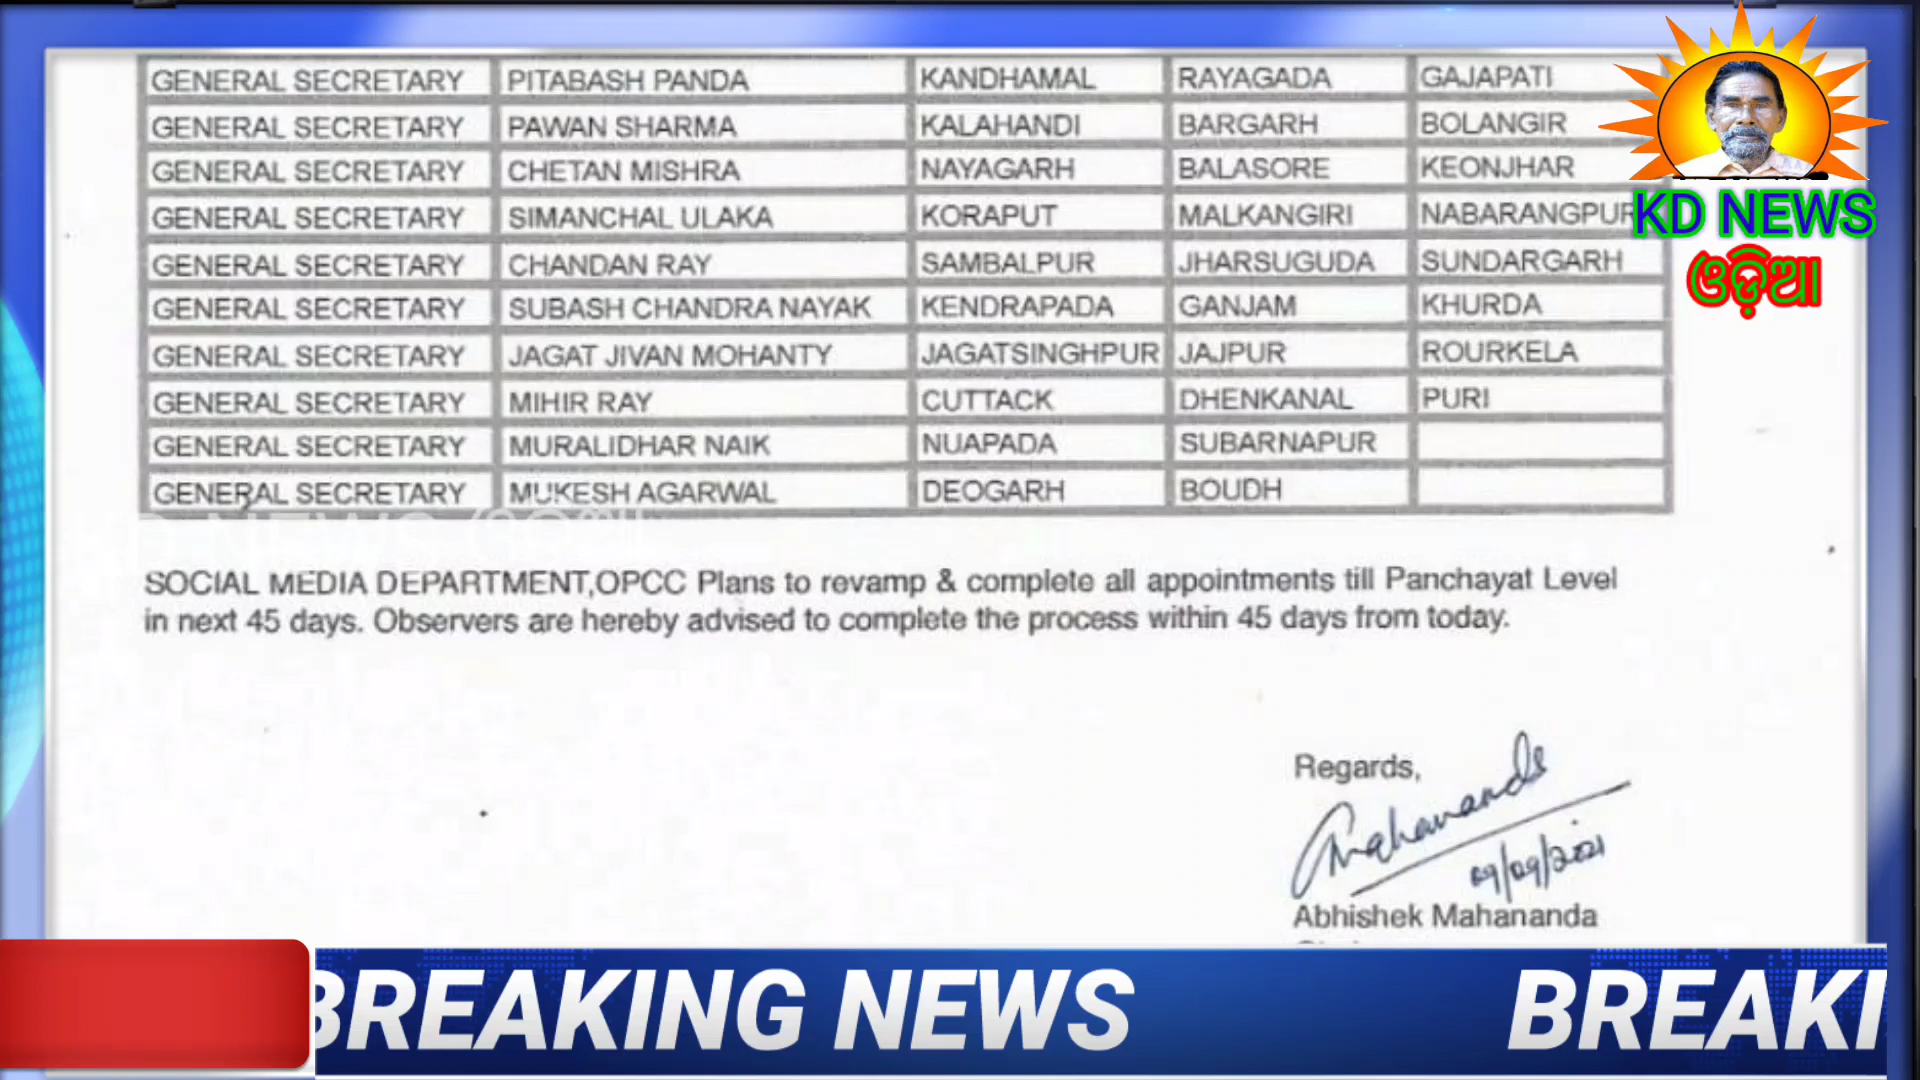 GENERAL SECRETARY PITABASH PANDA KANDHAMAL RAYAGADA GAJAPATI
GENERAL SECRETARY PAWAN SHARMA KALAHANDI BARGARH BOLANGIR
GENERAL SECRETARY CHETAN MISHRA NAYAGARH BALASORE KEONJHAR
GENERAL SECRETARY SIMANCHAL ULAKA KORAPUT MALKANGIRI NABARANGPUR
GENERAL SECRETARY CHANDAN RAY SAMBALPUR JHARSUGUDA SUNDARGARH
GENERAL SECRETARY SUBASH CHANDRA NAYAK KENDRAPADA GANJAM KHURDA
GENERAL SECRETARY JAGAT JIVAN MOHANTY JAGATSINGHPUR JAJPUR ROURKELA
GENERAL SECRETARY MIHIR RAY CUTTACK DHENKANAL PURI
GENERAL SECRETARY MURALIDHAR NAIK NUAPADA SUBARNAPUR
GENERAL SECRETARY MUKESH AGARWAL DEOGARH BOUDH
KD NEWS
ଓଡ଼ିଆ
KD NEWS ଓଡ଼ିଆ
SOCIAL MEDIA DEPARTMENT,OPCC Plans to revamp & complete all appointments till Panchayat Level
in next 45 days. Observers are hereby advised to complete the process within 45 days from today.
Regards,
Mahananda
Abhishek Mahananda
BREAKING NEWS BREAKI